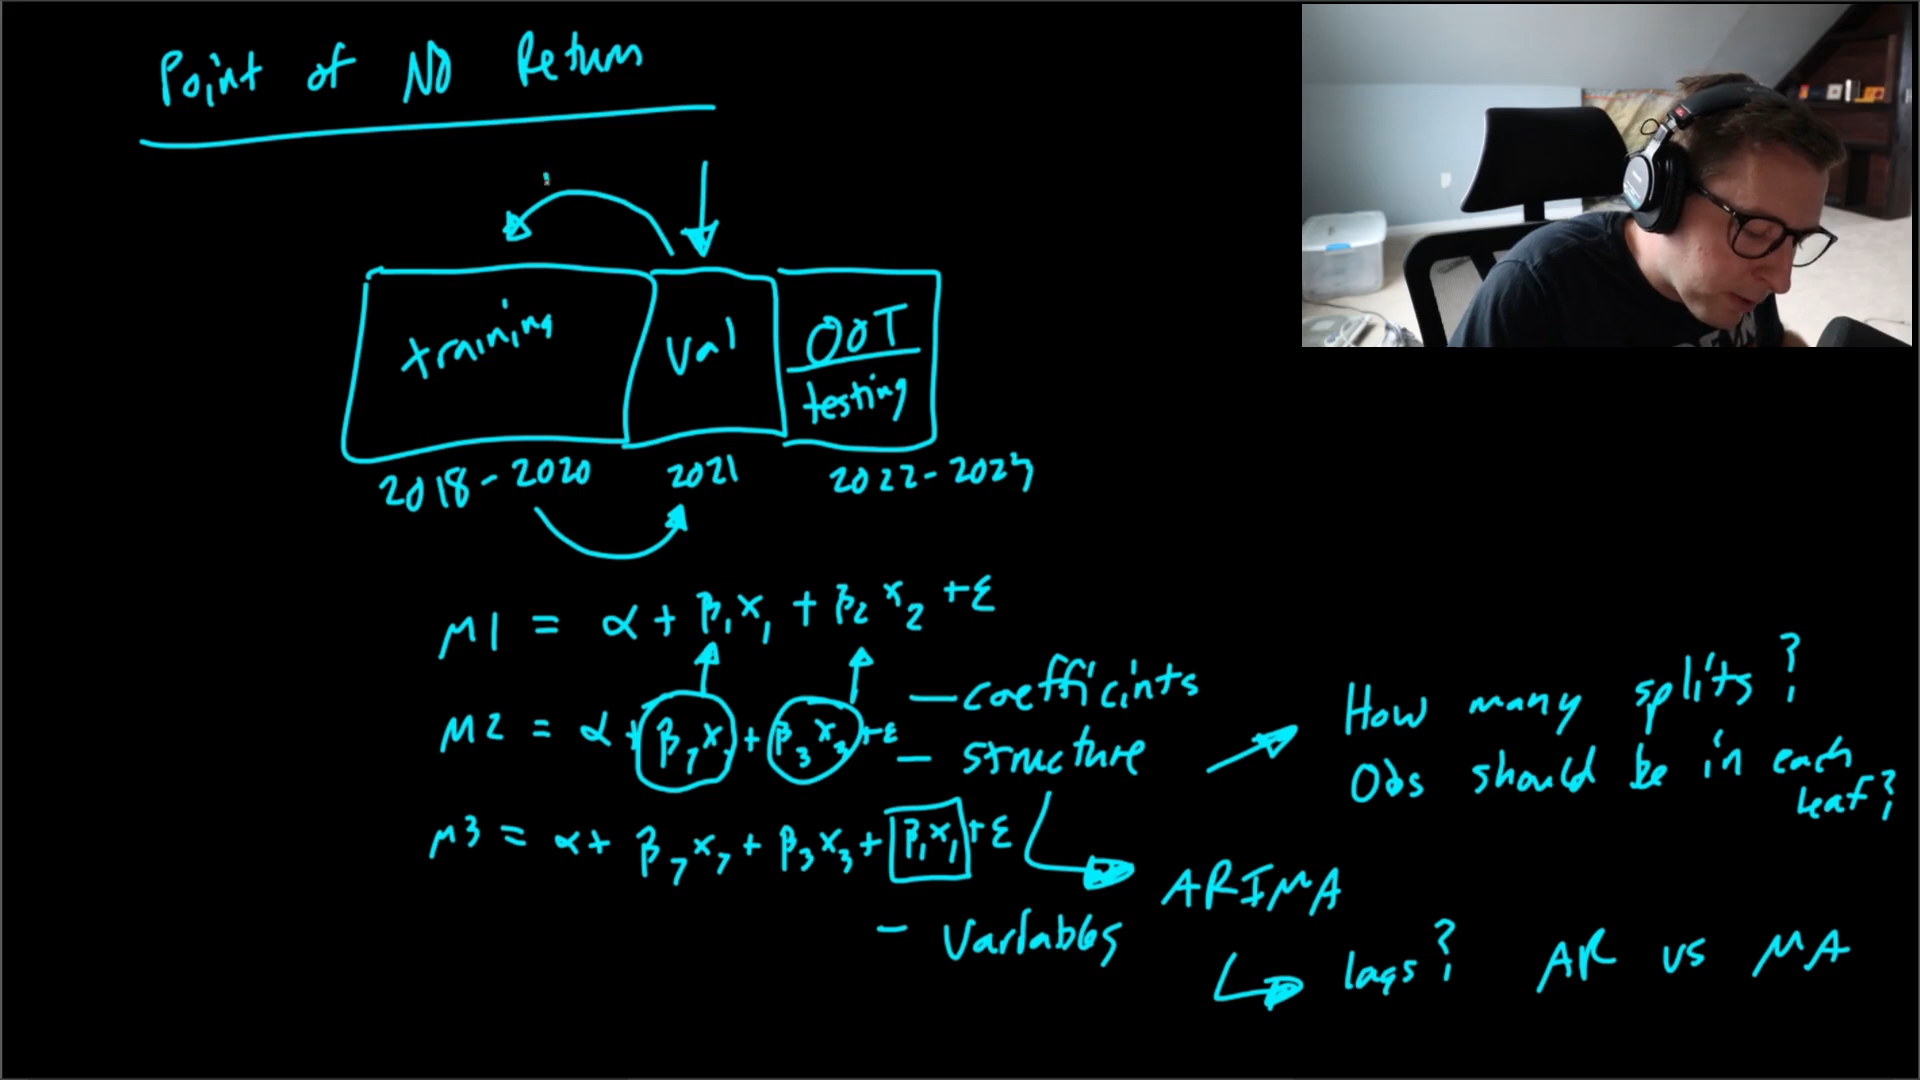 Point of No Return
training
val
OOT
testing
2018 - 2020
2021
2022 - 2023
M1 = α + β₁x₁ + β₂x₂ + ε
M2 = α + β₇x₇ + β₃x₃ + ε
M3 = α + β₇x₇ + β₃x₃ + β₁x₁ + ε
- coefficints
- structure
- Variables
How many splits?
Obs should be in each
leaf?
ARIMA
lags? AR vs MA